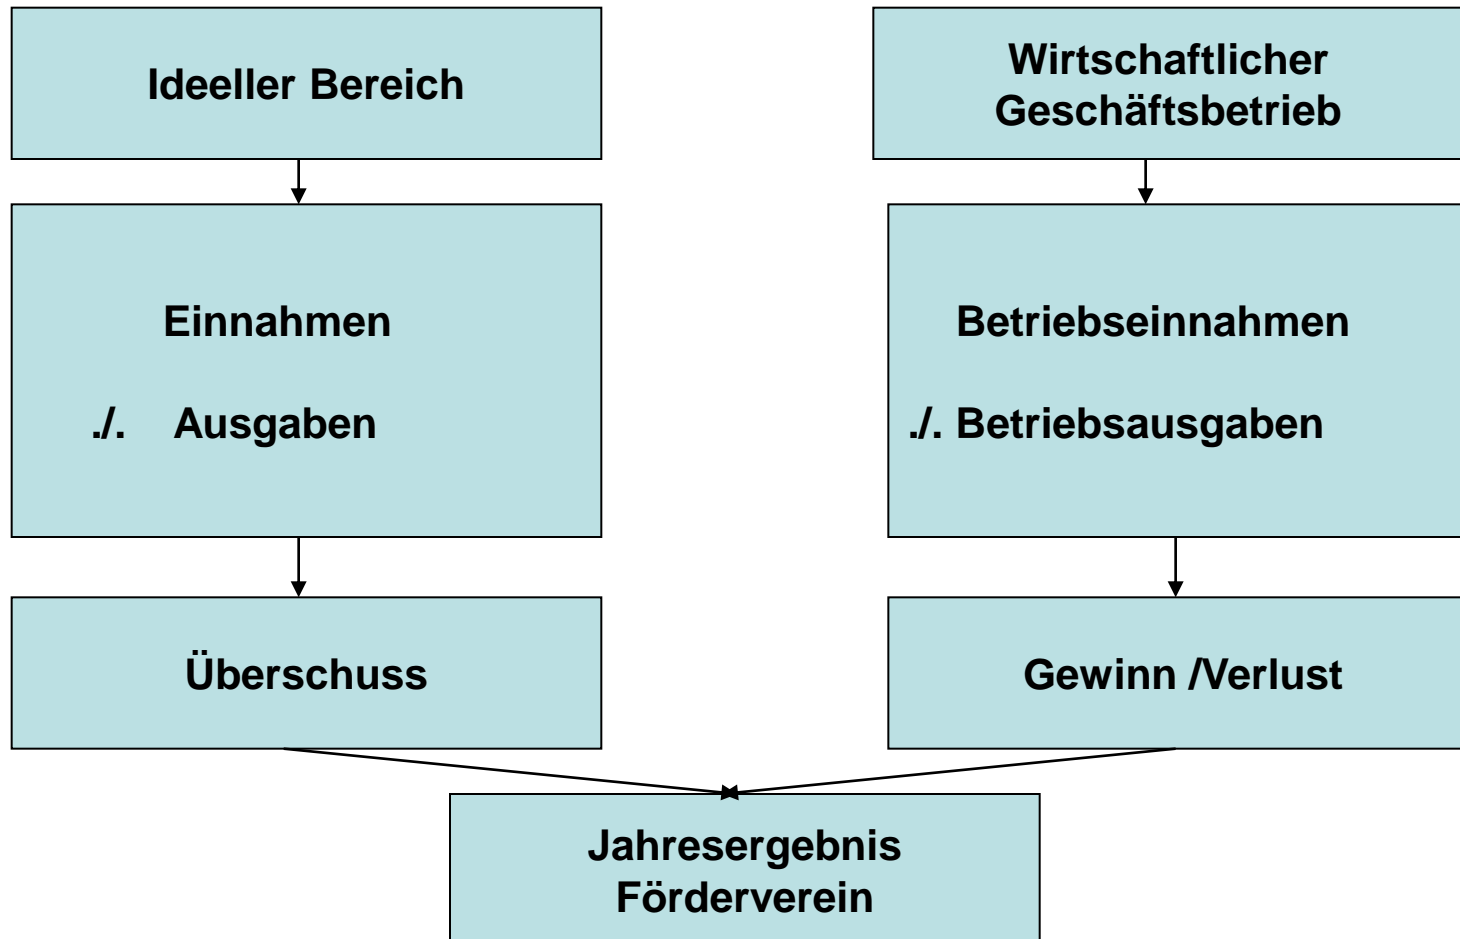 Ideeller Bereich
Einnahmen
./. Ausgaben
Überschuss
Wirtschaftlicher
Geschäftsbetrieb
Betriebseinnahmen
./. Betriebsausgaben
Gewinn /Verlust
Jahresergebnis
Förderverein